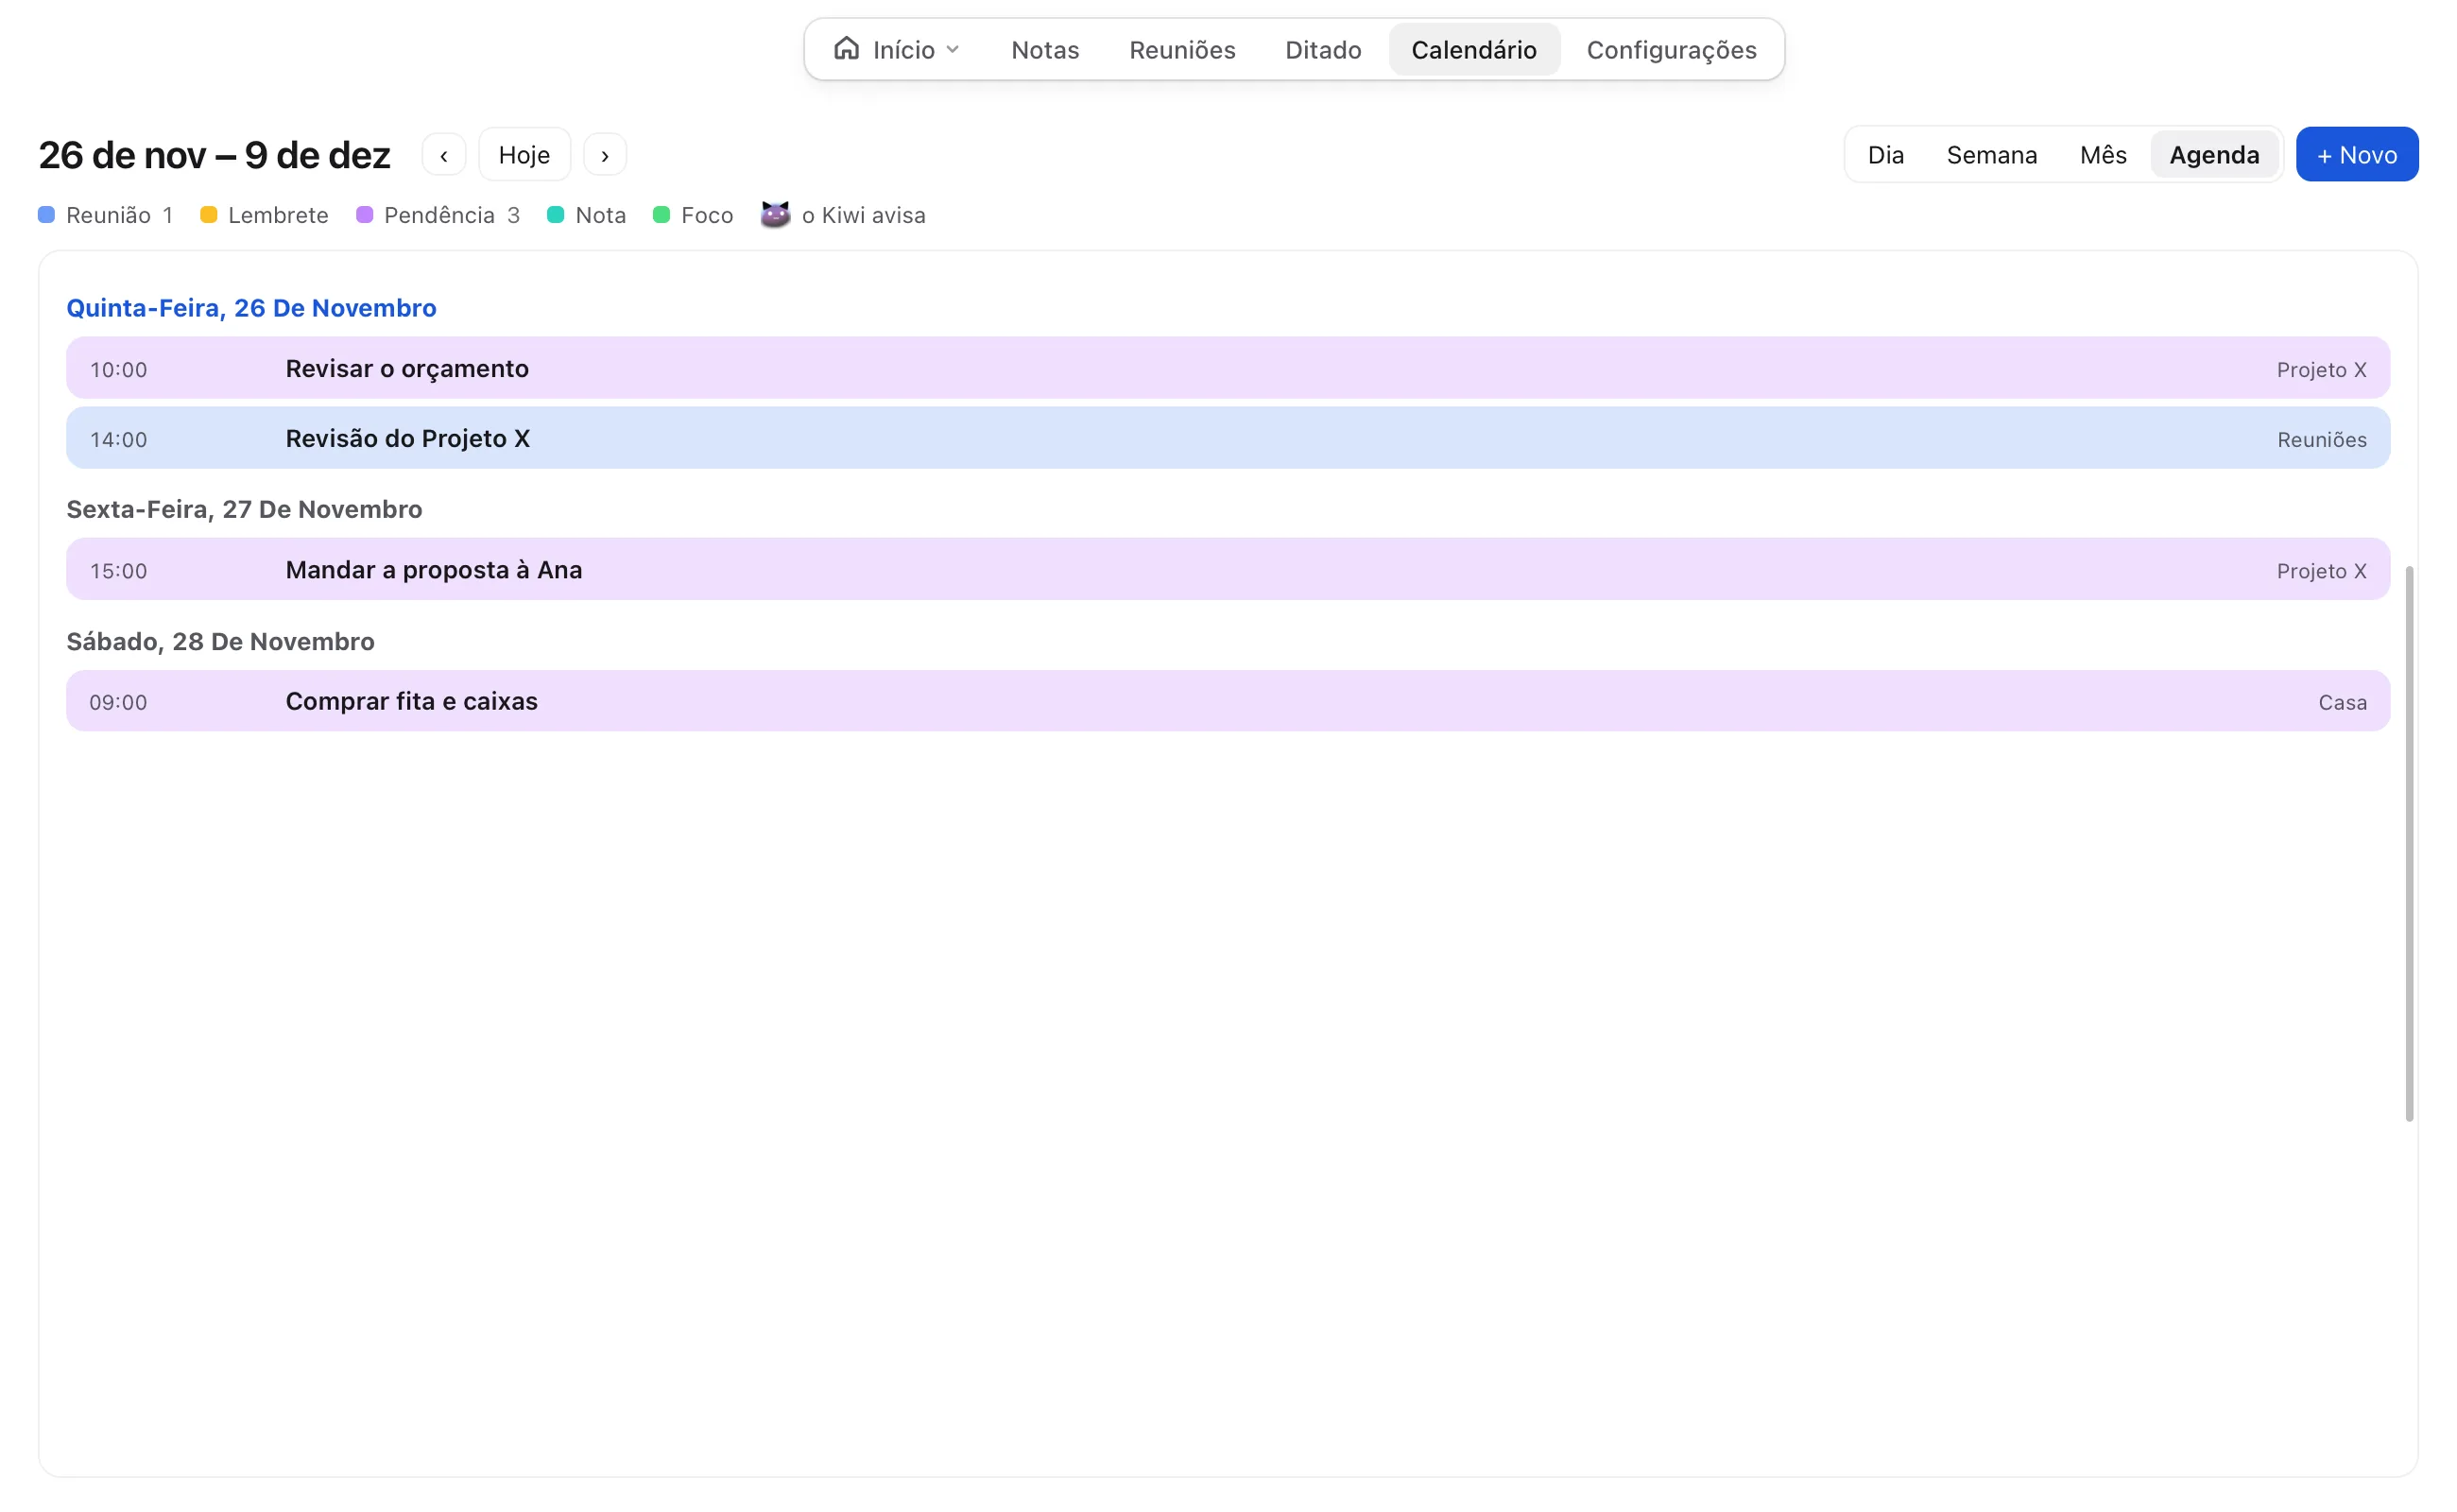 Início
Notas
Reuniões
Ditado
Calendário
Configurações
26 de nov – 9 de dez
‹
Hoje
›
Dia
Semana
Mês
Agenda
+ Novo
Reunião 1
Lembrete
Pendência 3
Nota
Foco
o Kiwi avisa
Quinta-Feira, 26 De Novembro
10:00 Revisar o orçamento Projeto X
14:00 Revisão do Projeto X Reuniões
Sexta-Feira, 27 De Novembro
15:00 Mandar a proposta à Ana Projeto X
Sábado, 28 De Novembro
09:00 Comprar fita e caixas Casa